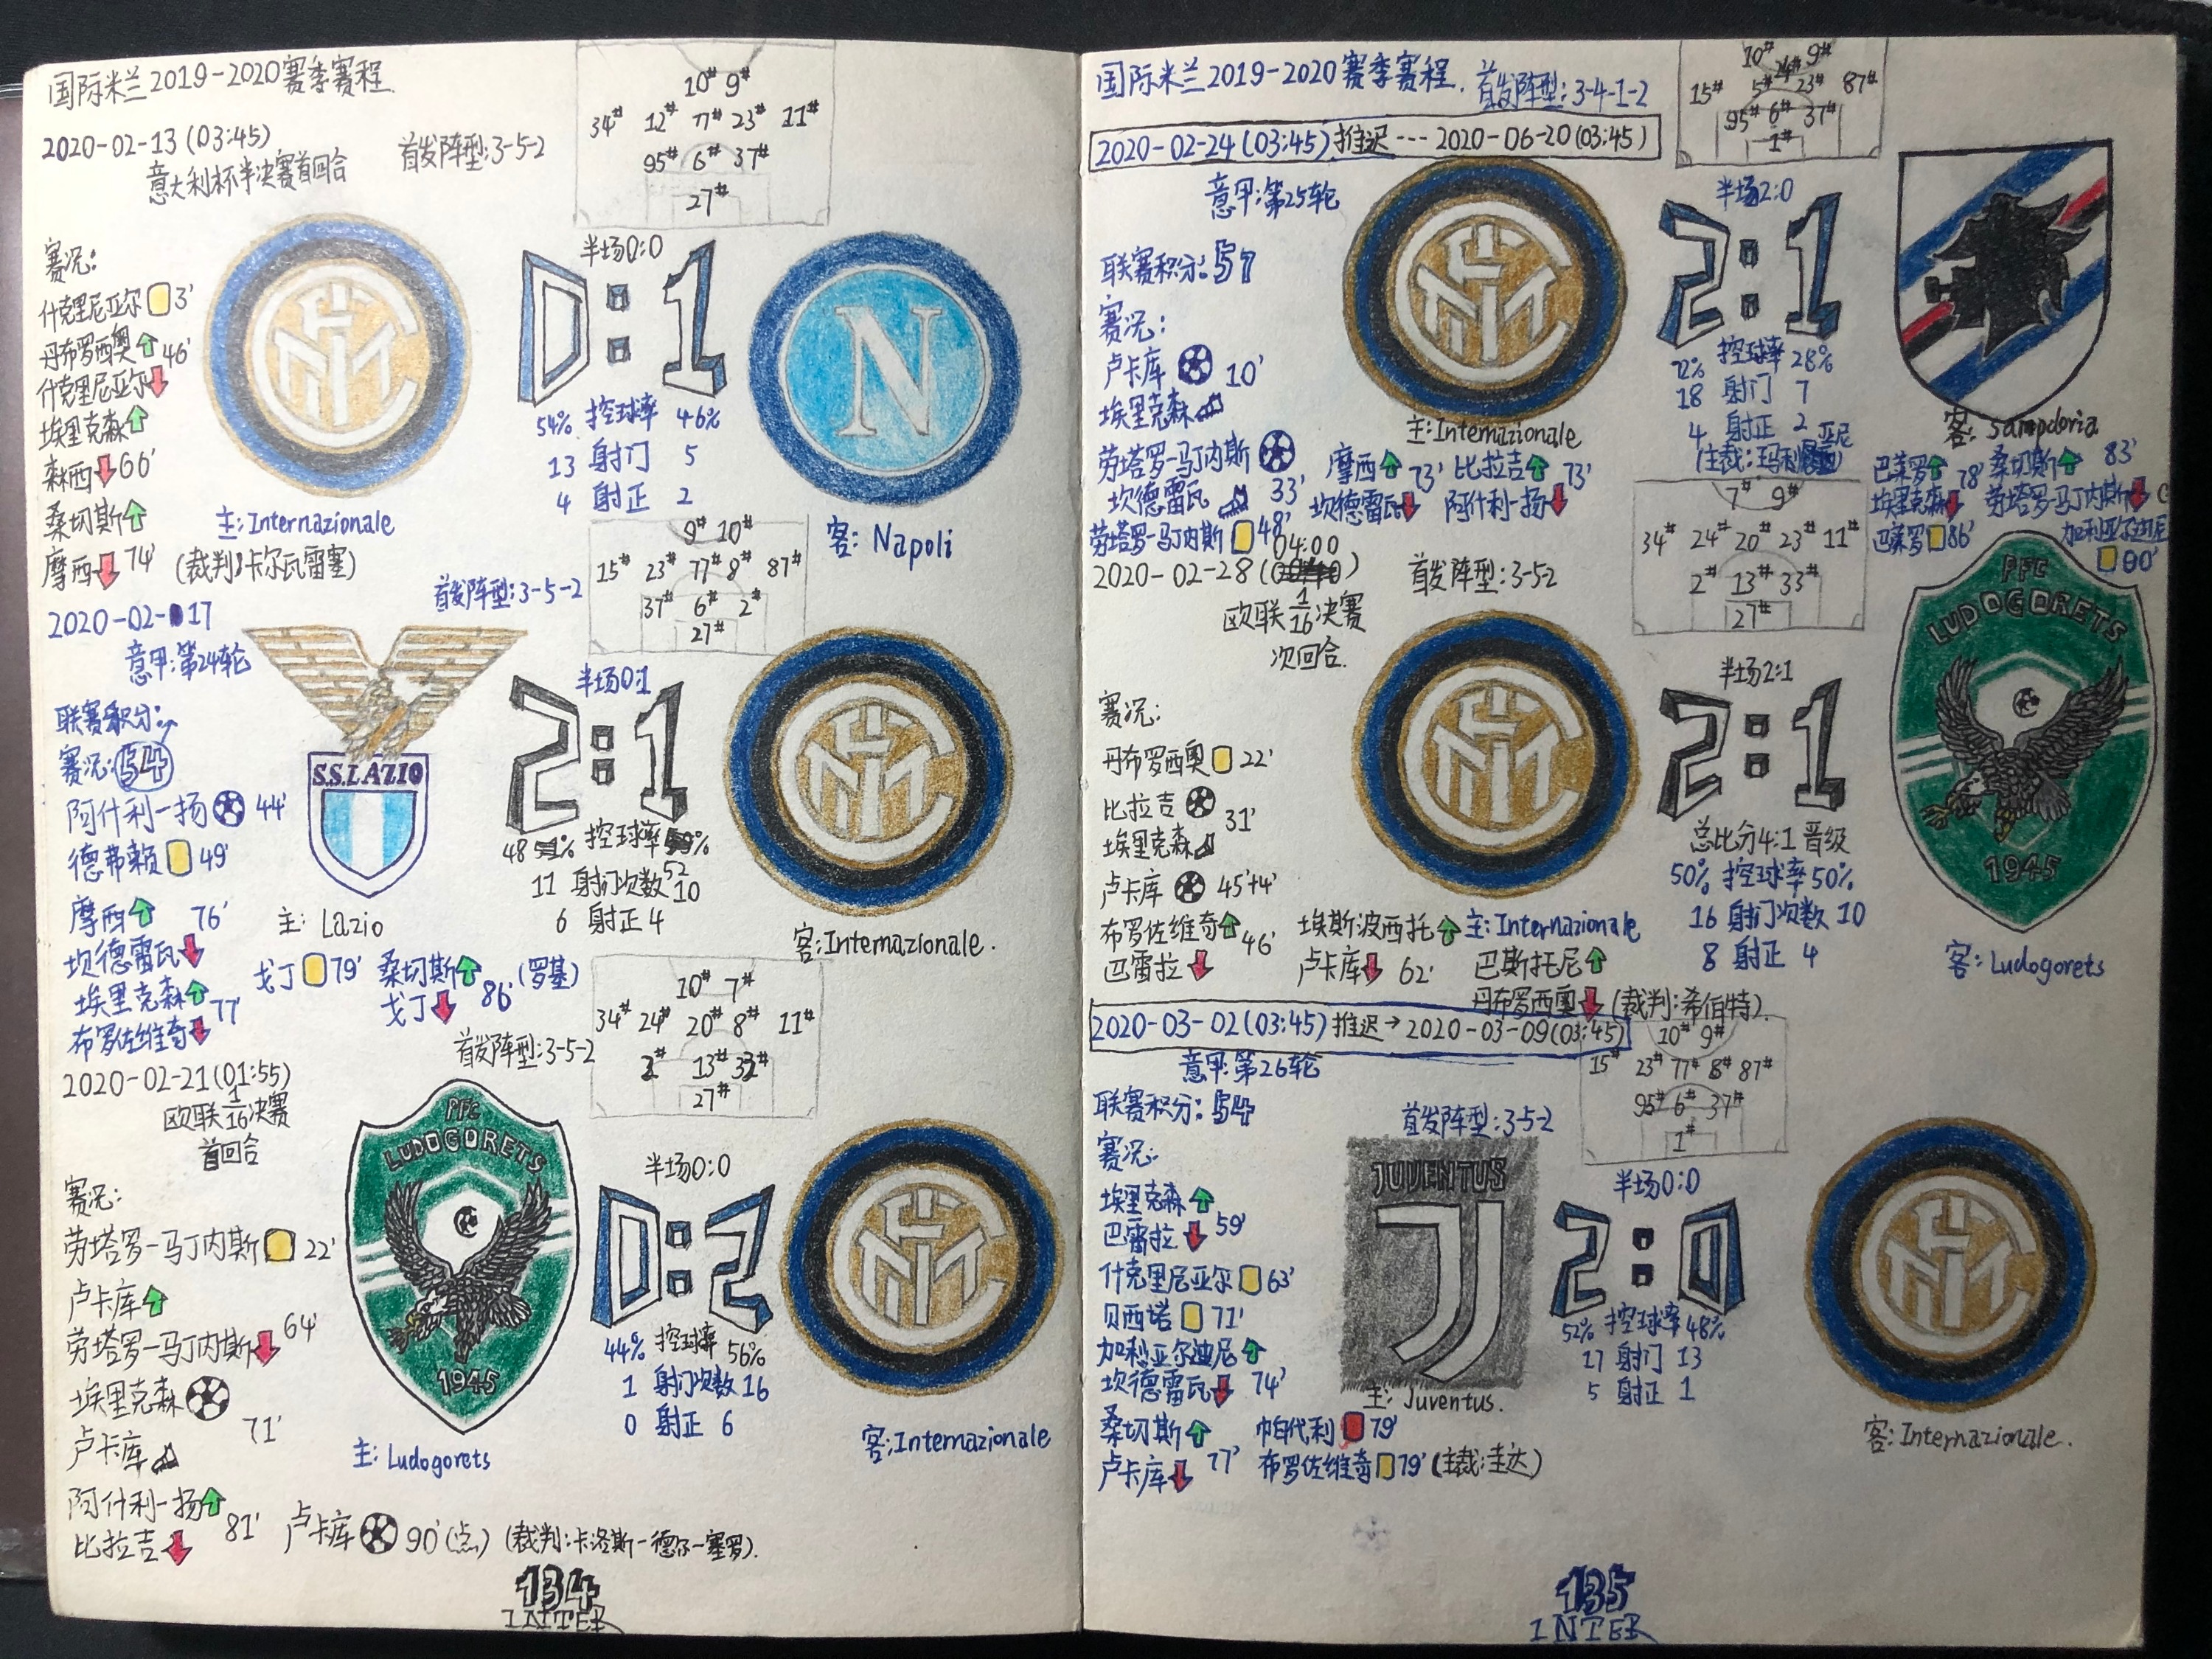 国际米兰2019-2020赛季赛程.
2020-02-13(03:45)
意大利杯半决赛首回合
首发阵型:3-5-2
10# 9#
34# 12# 77# 23# 11#
95# 6# 37#
27#
赛况:
什克里尼亚尔 3'
丹布罗西奥 46'
什克里尼亚尔
埃里克森
森西 66'
桑切斯
摩西 74'
(裁判:卡尔瓦雷塞)
主:Internazionale
半场0:0
0:1
54% 控球率 46%
13 射门 5
4 射正 2
N
客: Napoli
2020-02-17
意甲:第24轮
首发阵型:3-5-2
9# 10#
15# 23# 77# 8# 87#
37# 6# 2#
27#
联赛积分:
赛况: 54
阿什利-扬 44'
德弗赖 49'
摩西 76'
坎德雷瓦
埃里克森 77'
布罗佐维奇
戈丁 79'
桑切斯 86'
戈丁
(罗基)
S.S.LAZIO
主: Lazio
半场0:1
2:1
48 % 控球率 52 %
11 射门次数 10
6 射正 4
客:Internazionale.
2020-02-21(01:55)
欧联1/16决赛
首回合
首发阵型:3-5-2
10# 7#
34# 24# 20# 8# 11#
2# 13# 33#
27#
赛况:
劳塔罗-马丁内斯 22'
卢卡库 64'
劳塔罗-马丁内斯
埃里克森 71'
卢卡库
阿什利-扬 81'
比拉吉
卢卡库 90'(点)
(裁判:卡洛斯-德尔-塞罗).
PFC
LUDOGORETS
1945
主: Ludogorets
半场0:0
0:2
44% 控球率 56%
1 射门次数 16
0 射正 6
客:Internazionale
134
INTER
国际米兰2019-2020赛季赛程.
首发阵型:3-4-1-2
10# 9#
24#
15# 5# 23# 87#
95# 6# 37#
1#
2020-02-24(03:45)推迟---2020-06-20(03:45)
意甲:第25轮
联赛积分:57
赛况:
卢卡库 10'
埃里克森
劳塔罗-马丁内斯 33'
坎德雷瓦
劳塔罗-马丁内斯 48'
摩西 73'
坎德雷瓦
比拉吉 73'
阿什利-扬
巴莱罗 78'
埃里克森
桑切斯 83'
劳塔罗-马丁内斯
巴莱罗 86'
加利亚尔迪尼 90'
主:Internazionale
半场2:0
2:1
72% 控球率 28%
18 射门 7
4 射正 2
客: Sampdoria
2020-02-28(04:00)
欧联1/16决赛
次回合.
首发阵型:3-5-2
7# 9#
34# 24# 20# 23# 11#
2# 13# 33#
27#
赛况:
丹布罗西奥 22'
比拉吉 31'
埃里克森
卢卡库 45'+4'
布罗佐维奇 46'
巴雷拉
埃斯波西托 62'
卢卡库
巴斯托尼
丹布罗西奥
(裁判:希伯特).
主:Internazionale
半场2:1
2:1
总比分4:1晋级
50% 控球率 50%
16 射门次数 10
8 射正 4
PFC
LUDOGORETS
1945
客: Ludogorets
2020-03-02(03:45)推迟→2020-03-09(03:45)
意甲:第26轮
首发阵型:3-5-2
10# 9#
15# 23# 77# 8# 87#
95# 6# 37#
1#
联赛积分:54
赛况:
埃里克森 59'
巴雷拉
什克里尼亚尔 63'
贝西诺 71'
加利亚尔迪尼 74'
坎德雷瓦
桑切斯 77'
卢卡库
帕代利 79'
布罗佐维奇 79'
(主裁:圭达)
JUVENTUS
主: Juventus.
半场0:0
2:0
52% 控球率 48%
17 射门 13
5 射正 1
客:Internazionale.
135
INTER